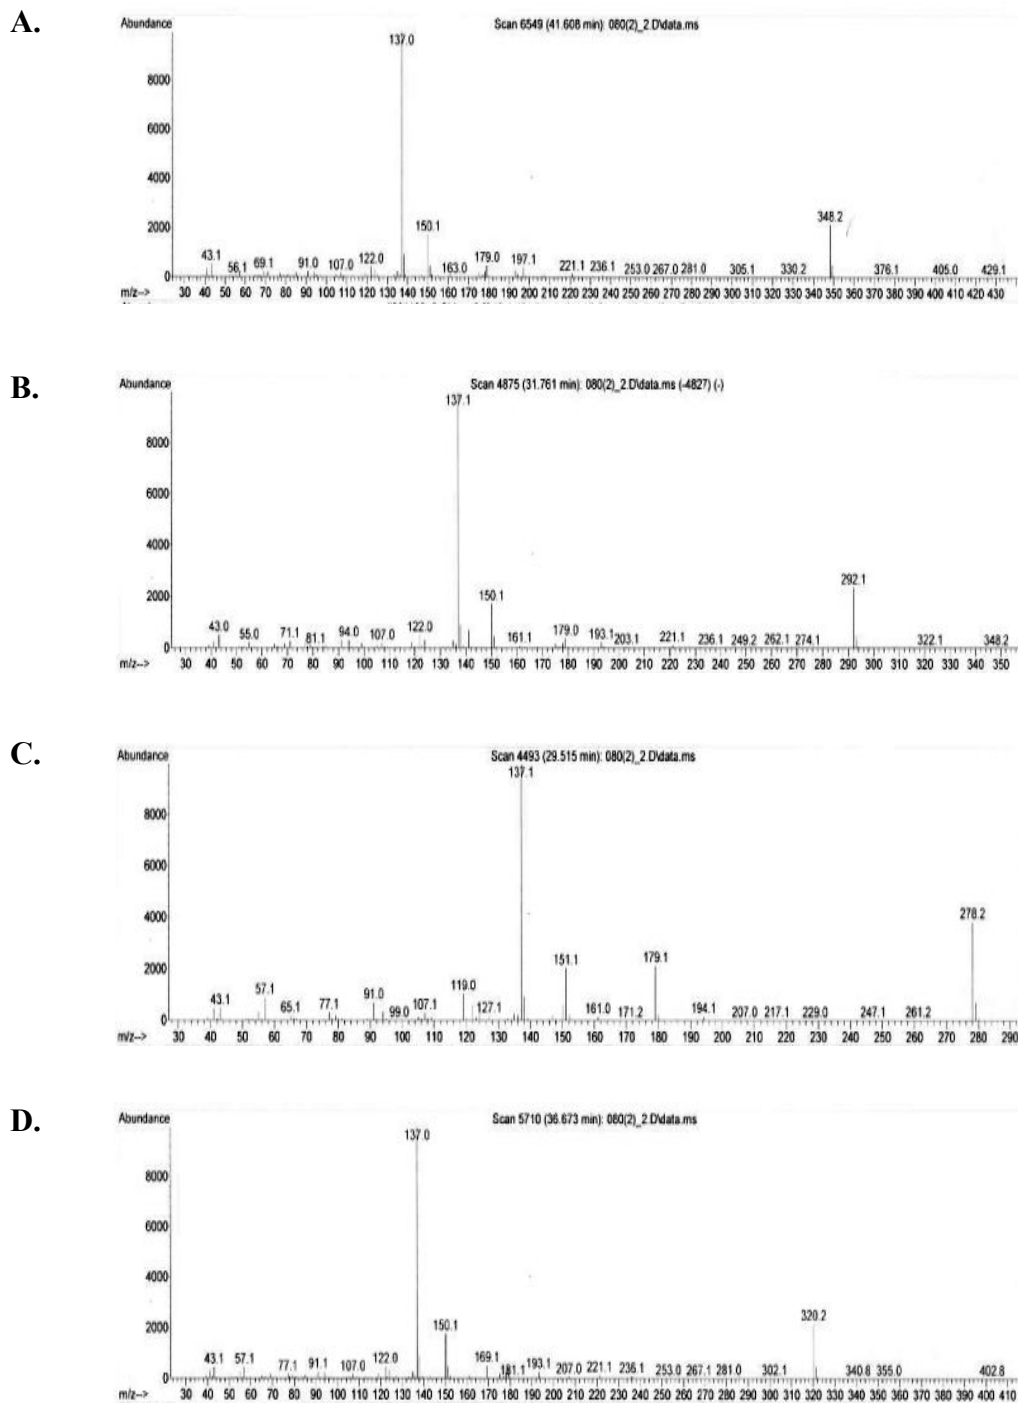 A.
Abundance Scan 6549 (41.608 min): 080(2)_2.D\data.ms
137.0
8000
6000
4000
2000
0
43.1 56.1 69.1 91.0 107.0 122.0 150.1 163.0 179.0 197.1 221.1 236.1 253.0 267.0 281.0 305.1 330.2 348.2 376.1 405.0 429.1
m/z--> 30 40 50 60 70 80 90 100 110 120 130 140 150 160 170 180 190 200 210 220 230 240 250 260 270 280 290 300 310 320 330 340 350 360 370 380 390 400 410 420 430
B.
Abundance Scan 4875 (31.761 min): 080(2)_2.D\data.ms (-4827) (-)
137.1
8000
6000
4000
2000
0
43.0 55.0 71.1 81.1 94.0 107.0 122.0 150.1 161.1 179.0 193.1 203.1 221.1 236.1 249.2 262.1 274.1 292.1 322.1 348.2
m/z--> 30 40 50 60 70 80 90 100 110 120 130 140 150 160 170 180 190 200 210 220 230 240 250 260 270 280 290 300 310 320 330 340 350
C.
Abundance Scan 4493 (29.515 min): 080(2)_2.D\data.ms
137.1
8000
6000
4000
2000
0
43.1 57.1 65.1 77.1 91.0 99.0 107.1 119.0 127.1 151.1 161.0 171.2 179.1 194.1 207.0 217.1 229.0 247.1 261.2 278.2
m/z--> 30 40 50 60 70 80 90 100 110 120 130 140 150 160 170 180 190 200 210 220 230 240 250 260 270 280 290
D.
Abundance Scan 5710 (36.673 min): 080(2)_2.D\data.ms
137.0
8000
6000
4000
2000
0
43.1 57.1 77.1 91.1 107.0 122.0 150.1 169.1 181.1 193.1 207.0 221.1 236.1 253.0 267.1 281.0 302.1 320.2 340.8 355.0 402.8
m/z--> 30 40 50 60 70 80 90 100 110 120 130 140 150 160 170 180 190 200 210 220 230 240 250 260 270 280 290 300 310 320 330 340 350 360 370 380 390 400 410